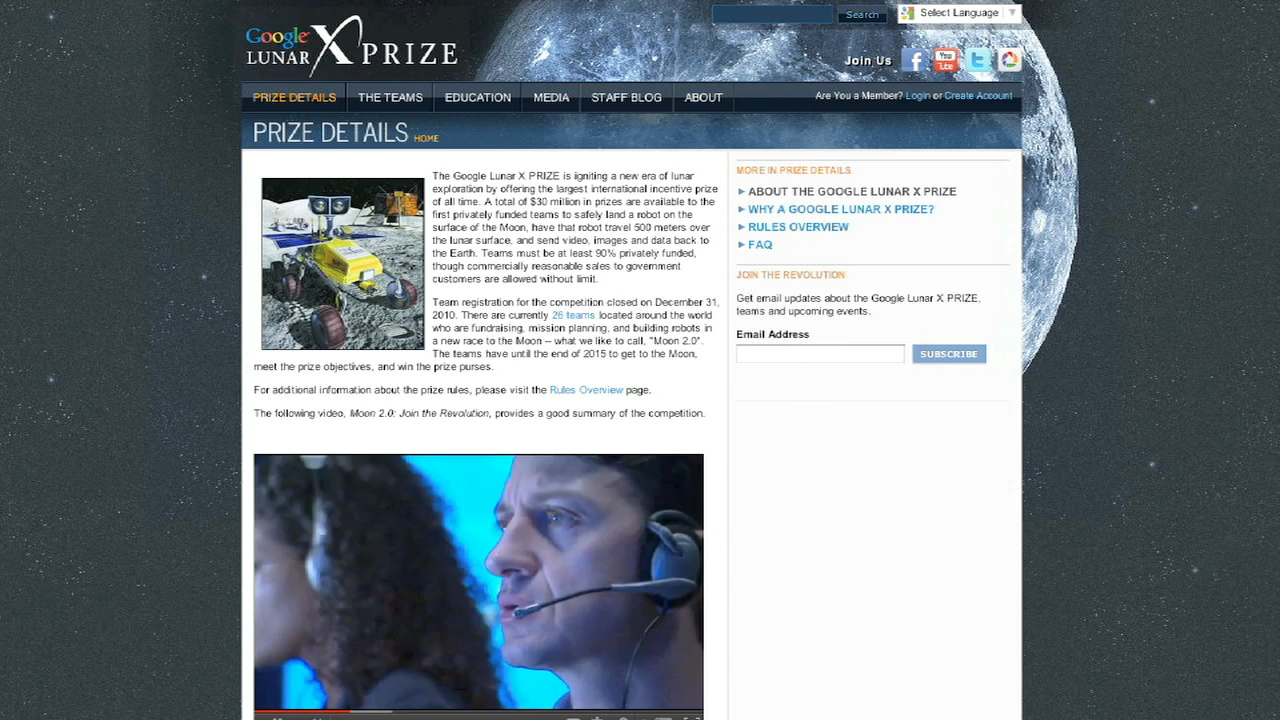 Search
Select Language
Google
LUNAR X PRIZE
Join Us
You
Tube
PRIZE DETAILS THE TEAMS EDUCATION MEDIA STAFF BLOG ABOUT
Are You a Member? Login or Create Account
PRIZE DETAILS HOME
The Google Lunar X PRIZE is igniting a new era of lunar
exploration by offering the largest international incentive prize
of all time. A total of $30 million in prizes are available to the
first privately funded teams to safely land a robot on the
surface of the Moon, have that robot travel 500 meters over
the lunar surface, and send video, images and data back to
the Earth. Teams must be at least 90% privately funded,
though commercially reasonable sales to government
customers are allowed without limit.
Team registration for the competition closed on December 31,
2010. There are currently 26 teams located around the world
who are fundraising, mission planning, and building robots in
a new race to the Moon – what we like to call, "Moon 2.0".
The teams have until the end of 2015 to get to the Moon,
meet the prize objectives, and win the prize purses.
For additional information about the prize rules, please visit the Rules Overview page.
The following video, Moon 2.0: Join the Revolution, provides a good summary of the competition.
MORE IN PRIZE DETAILS
ABOUT THE GOOGLE LUNAR X PRIZE
WHY A GOOGLE LUNAR X PRIZE?
RULES OVERVIEW
FAQ
JOIN THE REVOLUTION
Get email updates about the Google Lunar X PRIZE,
teams and upcoming events.
Email Address
SUBSCRIBE